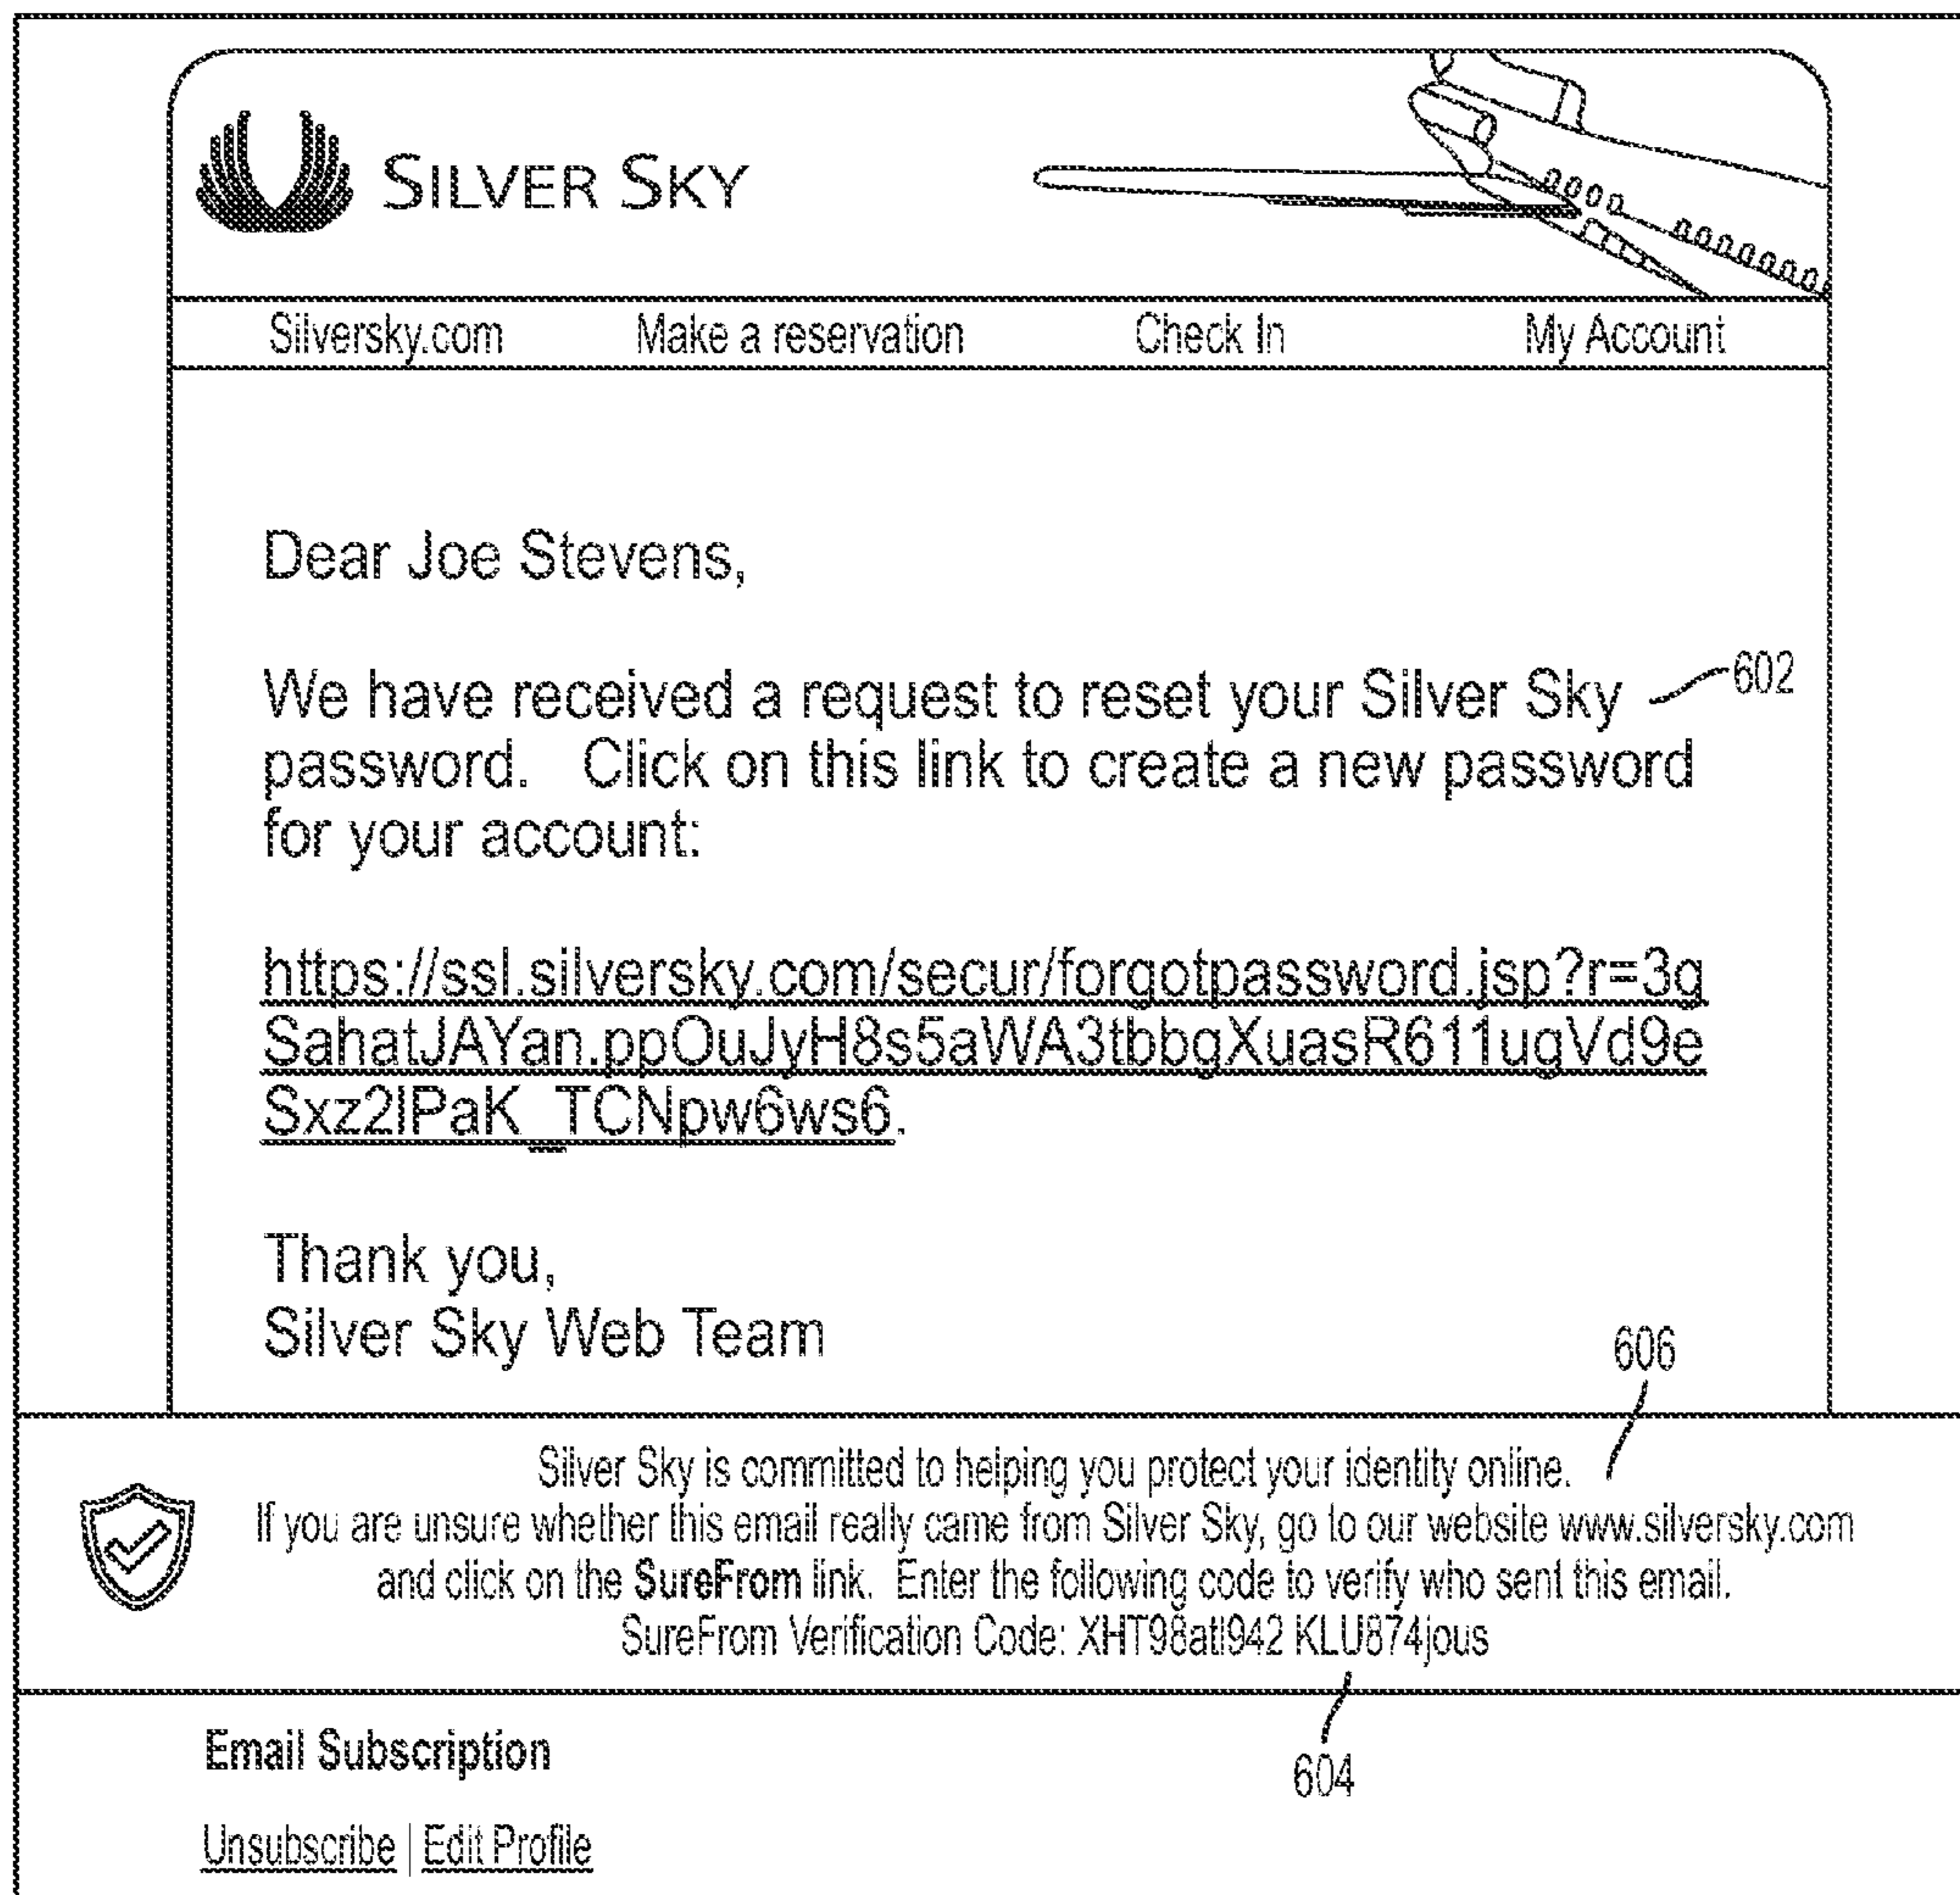 SILVER SKY
Silversky.com Make a reservation Check In My Account
Dear Joe Stevens,
We have received a request to reset your Silver Sky 602
password. Click on this link to create a new password
for your account:
https://ssl.silversky.com/secur/forgotpassword.jsp?r=3g
SahatJAYan.ppOuJyH8s5aWA3tbbgXuasR611ugVd9e
Sxz2lPaK_TCNpw6ws6.
Thank you,
Silver Sky Web Team
606
Silver Sky is committed to helping you protect your identity online.
If you are unsure whether this email really came from Silver Sky, go to our website www.silversky.com
and click on the SureFrom link. Enter the following code to verify who sent this email.
SureFrom Verification Code: XHT98atl942 KLU874jous
604
Email Subscription
Unsubscribe | Edit Profile